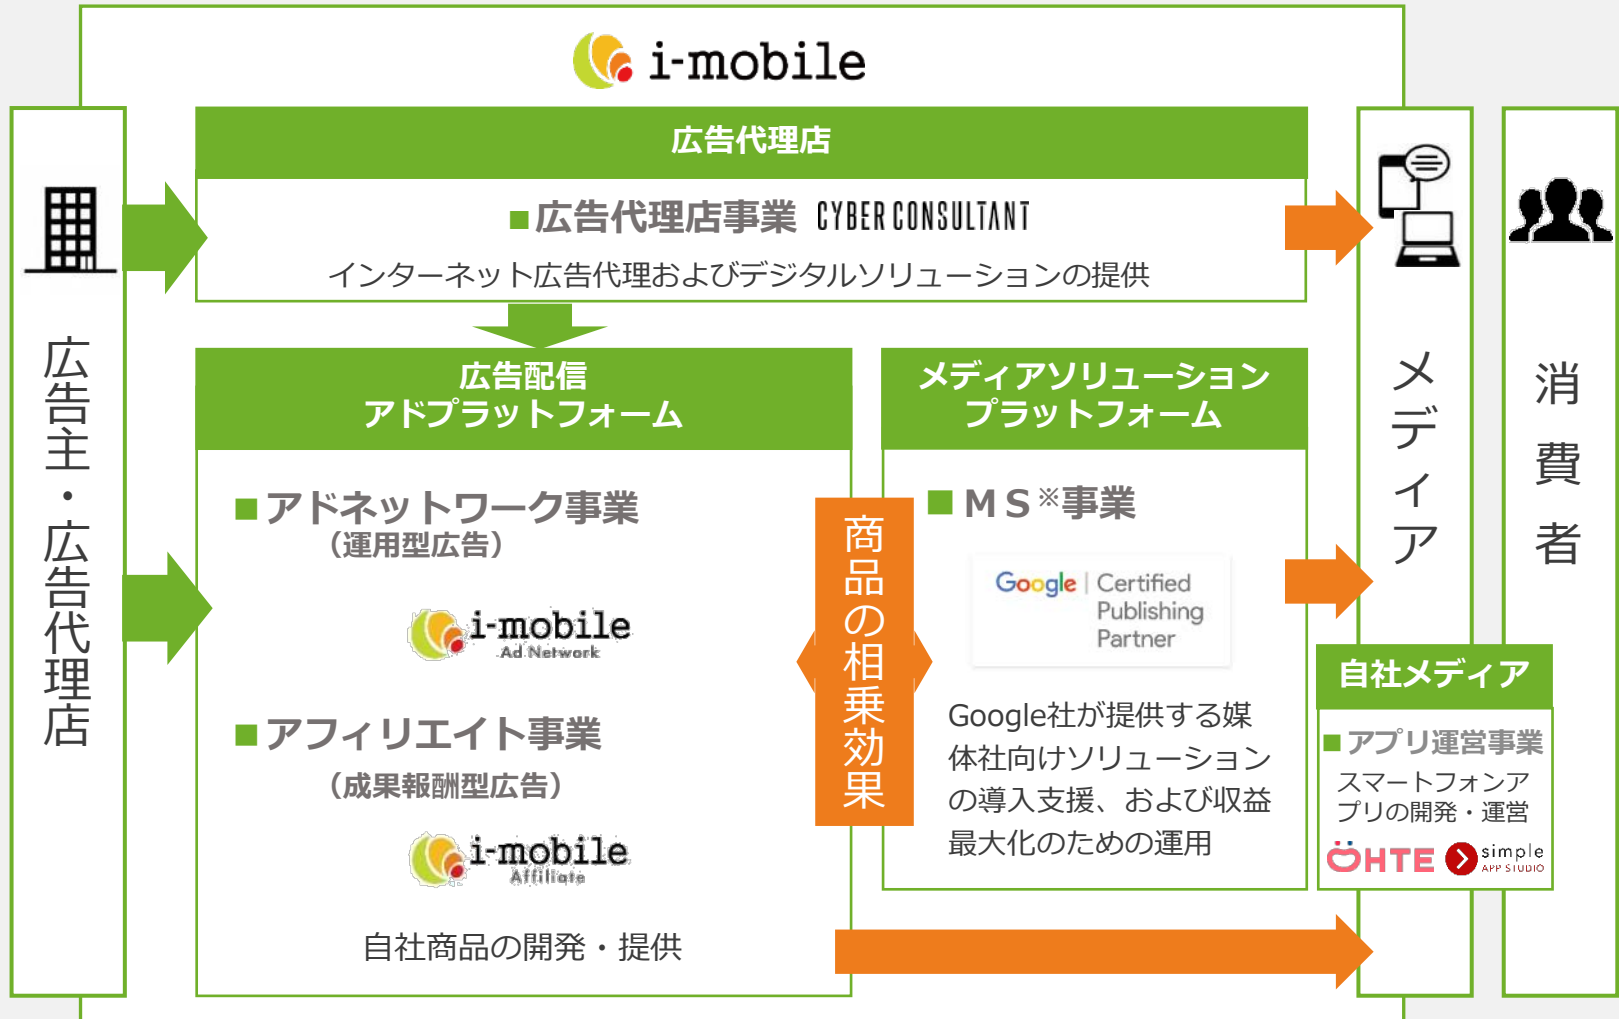 i-mobile
広告主・広告代理店
広告代理店
■広告代理店事業 CYBER CONSULTANT
インターネット広告代理およびデジタルソリューションの提供
広告配信
アドプラットフォーム
■アドネットワーク事業
（運用型広告）
i-mobile
Ad Network
■アフィリエイト事業
（成果報酬型広告）
i-mobile
Affiliate
自社商品の開発・提供
商品の相乗効果
メディアソリューション
プラットフォーム
■ＭＳ※事業
Google | Certified
Publishing
Partner
Google社が提供する媒
体社向けソリューション
の導入支援、および収益
最大化のための運用
メディア
自社メディア
■アプリ運営事業
スマートフォンア
プリの開発・運営
OHTE
simple
APP STUDIO
消費者